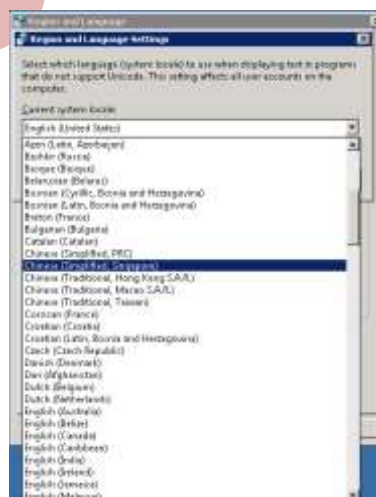 Region and Language
Region and Language Settings
Select which language (system locale) to use when displaying text in programs
that do not support Unicode. This setting affects all user accounts on the
computer.
Current system locale:
English (United States)
Azeri (Latin, Azerbaijan)
Bashkir (Russia)
Basque (Basque)
Belarusian (Belarus)
Bosnian (Cyrillic, Bosnia and Herzegovina)
Bosnian (Latin, Bosnia and Herzegovina)
Breton (France)
Bulgarian (Bulgaria)
Catalan (Catalan)
Chinese (Simplified, PRC)
Chinese (Simplified, Singapore)
Chinese (Traditional, Hong Kong S.A.R.)
Chinese (Traditional, Macao S.A.R.)
Chinese (Traditional, Taiwan)
Corsican (France)
Croatian (Croatia)
Croatian (Latin, Bosnia and Herzegovina)
Czech (Czech Republic)
Danish (Denmark)
Dari (Afghanistan)
Dutch (Belgium)
Dutch (Netherlands)
English (Australia)
English (Belize)
English (Canada)
English (Caribbean)
English (India)
English (Ireland)
English (Jamaica)
English (Malaysia)